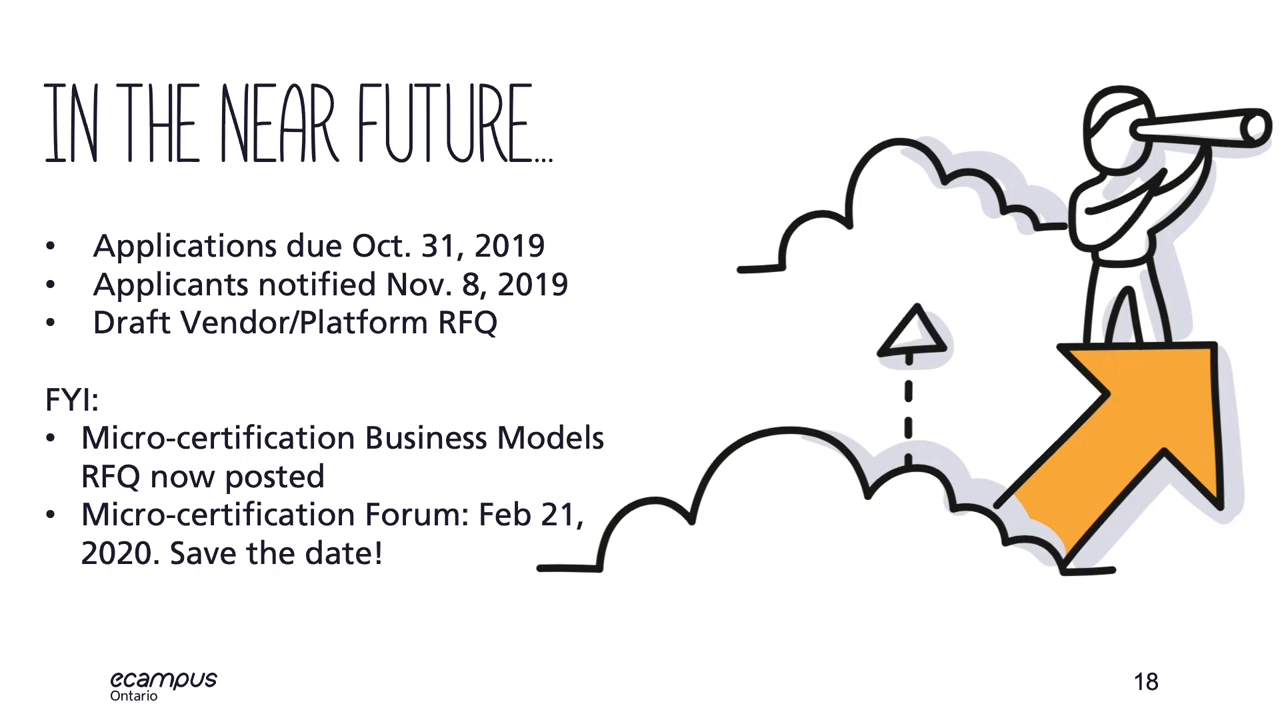 IN THE NEAR FUTURE...
• Applications due Oct. 31, 2019
• Applicants notified Nov. 8, 2019
• Draft Vendor/Platform RFQ
FYI:
• Micro-certification Business Models
RFQ now posted
• Micro-certification Forum: Feb 21,
2020. Save the date!
ecampus
Ontario
18